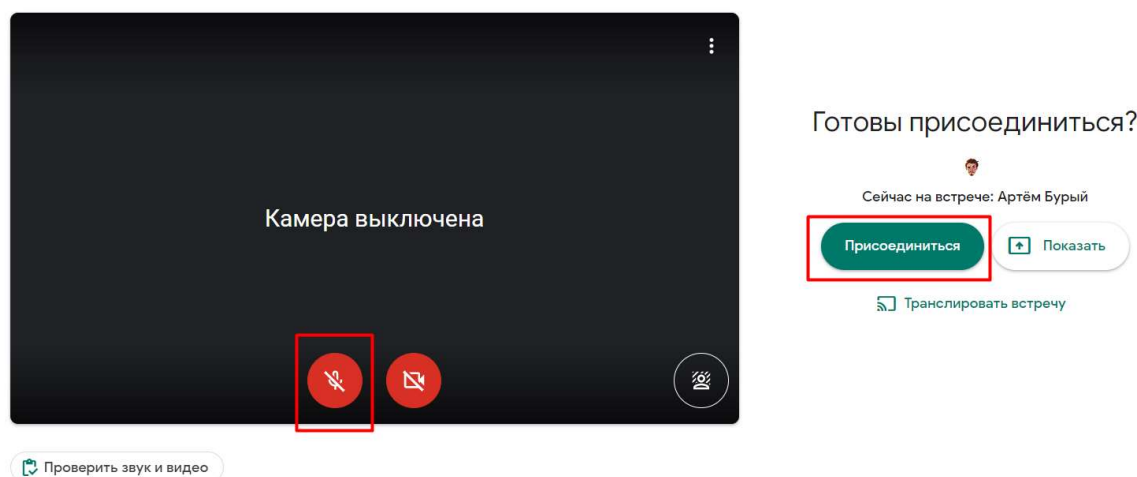 Камера выключена
Проверить звук и видео
Готовы присоединиться?
Сейчас на встрече: Артём Бурый
Присоединиться
Показать
Транслировать встречу